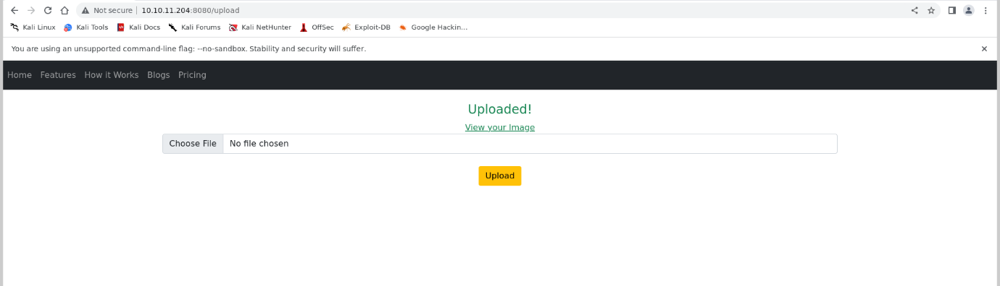 Not secure 10.10.11.204:8080/upload
Kali Linux Kali Tools Kali Docs Kali Forums Kali NetHunter OffSec Exploit-DB Google Hackin...
You are using an unsupported command-line flag: --no-sandbox. Stability and security will suffer.
Home Features How it Works Blogs Pricing
Uploaded!
View your Image
Choose File No file chosen
Upload